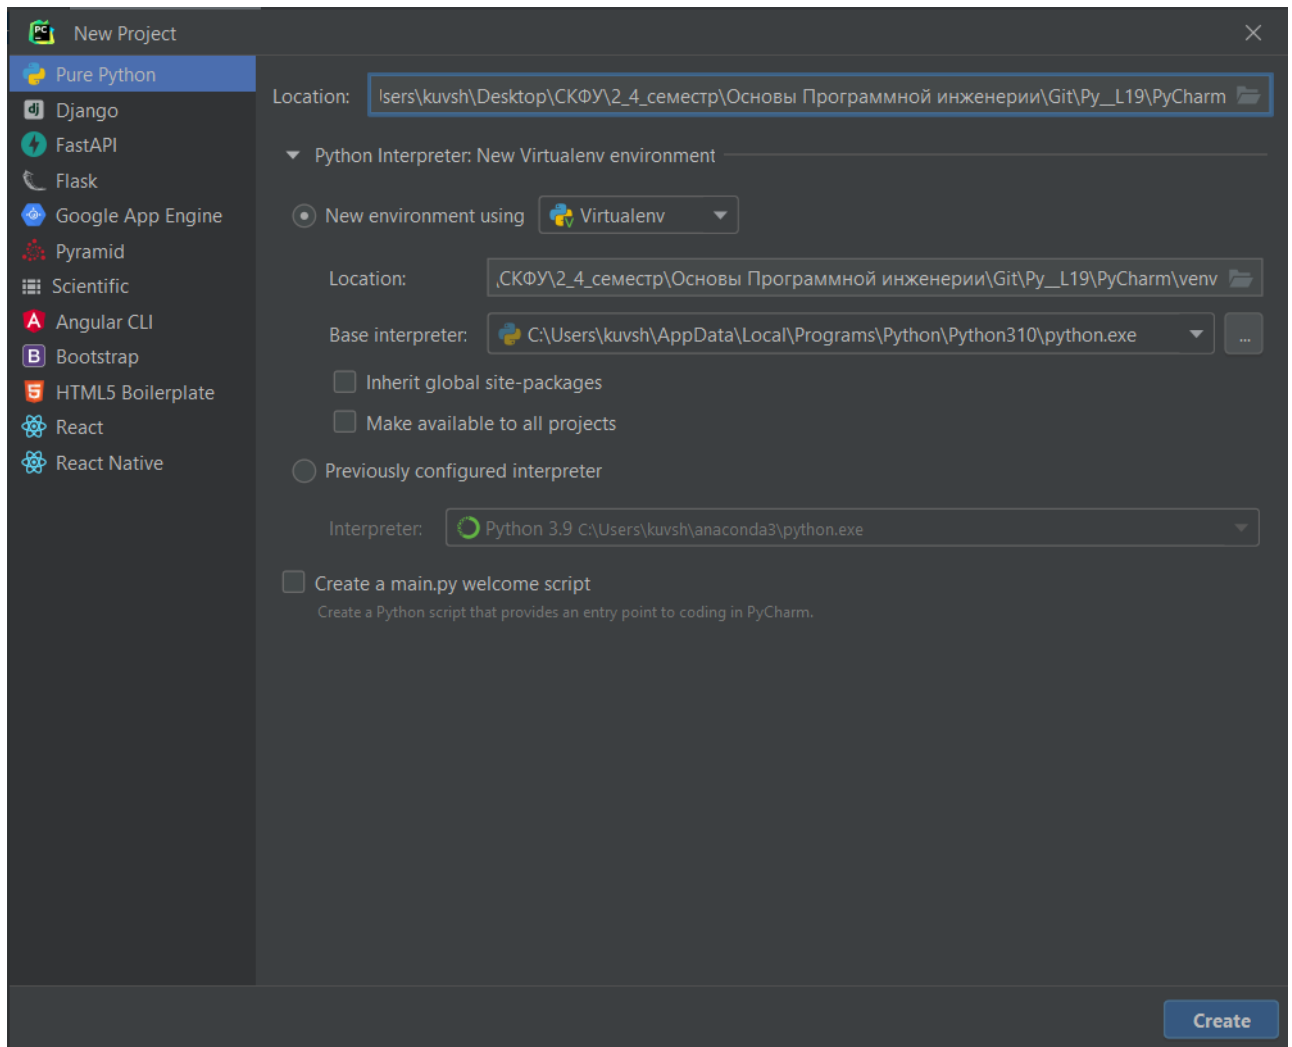 New Project
Pure Python
Django
FastAPI
Flask
Google App Engine
Pyramid
Scientific
Angular CLI
Bootstrap
HTML5 Boilerplate
React
React Native
Location: sers\kuvsh\Desktop\СКФУ\2_4_семестр\Основы Программной инженерии\Git\Py__L19\PyCharm
Python Interpreter: New Virtualenv environment
New environment using Virtualenv
Location: СКФУ\2_4_семестр\Основы Программной инженерии\Git\Py__L19\PyCharm\venv
Base interpreter: C:\Users\kuvsh\AppData\Local\Programs\Python\Python310\python.exe ...
Inherit global site-packages
Make available to all projects
Previously configured interpreter
Interpreter: Python 3.9 C:\Users\kuvsh\anaconda3\python.exe
Create a main.py welcome script
Create a Python script that provides an entry point to coding in PyCharm.
Create